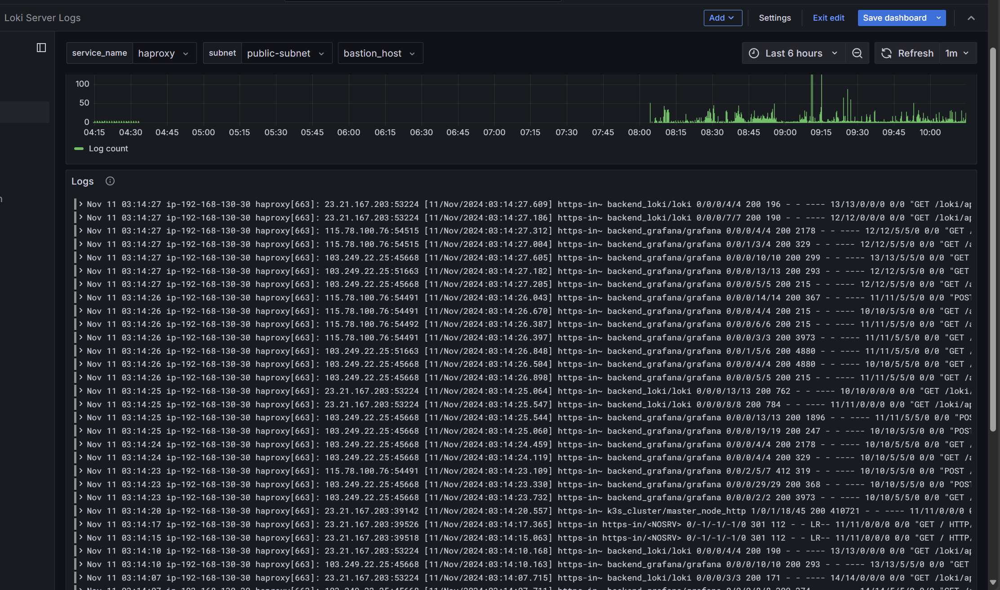 Loki Server Logs
Add
Settings
Exit edit
Save dashboard
service_name haproxy
subnet public-subnet
bastion_host
Last 6 hours
Refresh 1m
100
50
0
04:15 04:30 04:45 05:00 05:15 05:30 05:45 06:00 06:15 06:30 06:45 07:00 07:15 07:30 07:45 08:00 08:15 08:30 08:45 09:00 09:15 09:30 09:45 10:00
Log count
Logs
Nov 11 03:14:27 ip-192-168-130-30 haproxy[663]: 23.21.167.203:53224 [11/Nov/2024:03:14:27.609] https-in~ backend_loki/loki 0/0/0/4/4 200 196 - - ---- 13/13/0/0/0 0/0 "GET /loki/ap
Nov 11 03:14:27 ip-192-168-130-30 haproxy[663]: 23.21.167.203:53224 [11/Nov/2024:03:14:27.186] https-in~ backend_loki/loki 0/0/0/7/7 200 190 - - ---- 12/12/0/0/0 0/0 "GET /loki/ap
Nov 11 03:14:27 ip-192-168-130-30 haproxy[663]: 115.78.100.76:54515 [11/Nov/2024:03:14:27.312] https-in~ backend_grafana/grafana 0/0/0/4/4 200 2178 - - ---- 12/12/5/5/0 0/0 "GET /
Nov 11 03:14:27 ip-192-168-130-30 haproxy[663]: 115.78.100.76:54515 [11/Nov/2024:03:14:27.004] https-in~ backend_grafana/grafana 0/0/1/3/4 200 329 - - ---- 12/12/5/5/0 0/0 "GET /a
Nov 11 03:14:27 ip-192-168-130-30 haproxy[663]: 103.249.22.25:45668 [11/Nov/2024:03:14:27.605] https-in~ backend_grafana/grafana 0/0/0/10/10 200 299 - - ---- 13/13/5/5/0 0/0 "GET
Nov 11 03:14:27 ip-192-168-130-30 haproxy[663]: 103.249.22.25:51663 [11/Nov/2024:03:14:27.182] https-in~ backend_grafana/grafana 0/0/0/13/13 200 293 - - ---- 12/12/5/5/0 0/0 "GET
Nov 11 03:14:27 ip-192-168-130-30 haproxy[663]: 103.249.22.25:45668 [11/Nov/2024:03:14:27.205] https-in~ backend_grafana/grafana 0/0/0/5/5 200 215 - - ---- 12/12/5/5/0 0/0 "GET /a
Nov 11 03:14:26 ip-192-168-130-30 haproxy[663]: 115.78.100.76:54491 [11/Nov/2024:03:14:26.043] https-in~ backend_grafana/grafana 0/0/0/14/14 200 367 - - ---- 11/11/5/5/0 0/0 "POST
Nov 11 03:14:26 ip-192-168-130-30 haproxy[663]: 115.78.100.76:54491 [11/Nov/2024:03:14:26.670] https-in~ backend_grafana/grafana 0/0/0/4/4 200 215 - - ---- 10/10/5/5/0 0/0 "GET /a
Nov 11 03:14:26 ip-192-168-130-30 haproxy[663]: 115.78.100.76:54492 [11/Nov/2024:03:14:26.387] https-in~ backend_grafana/grafana 0/0/0/6/6 200 215 - - ---- 11/11/5/5/0 0/0 "GET /a
Nov 11 03:14:26 ip-192-168-130-30 haproxy[663]: 115.78.100.76:54491 [11/Nov/2024:03:14:26.397] https-in~ backend_grafana/grafana 0/0/0/3/3 200 3973 - - ---- 11/11/5/5/0 0/0 "GET /
Nov 11 03:14:26 ip-192-168-130-30 haproxy[663]: 103.249.22.25:51663 [11/Nov/2024:03:14:26.848] https-in~ backend_grafana/grafana 0/0/1/5/6 200 4880 - - ---- 11/11/5/5/0 0/0 "GET /
Nov 11 03:14:26 ip-192-168-130-30 haproxy[663]: 103.249.22.25:45668 [11/Nov/2024:03:14:26.504] https-in~ backend_grafana/grafana 0/0/0/4/4 200 4880 - - ---- 10/10/5/5/0 0/0 "GET /
Nov 11 03:14:26 ip-192-168-130-30 haproxy[663]: 103.249.22.25:45668 [11/Nov/2024:03:14:26.898] https-in~ backend_grafana/grafana 0/0/0/5/5 200 215 - - ---- 11/11/5/5/0 0/0 "GET /a
Nov 11 03:14:25 ip-192-168-130-30 haproxy[663]: 23.21.167.203:53224 [11/Nov/2024:03:14:25.064] https-in~ backend_loki/loki 0/0/0/13/13 200 762 - - ---- 10/10/0/0/0 0/0 "GET /loki/
Nov 11 03:14:25 ip-192-168-130-30 haproxy[663]: 23.21.167.203:53224 [11/Nov/2024:03:14:25.547] https-in~ backend_loki/loki 0/0/0/8/8 200 784 - - ---- 11/11/0/0/0 0/0 "GET /loki/ap
Nov 11 03:14:25 ip-192-168-130-30 haproxy[663]: 103.249.22.25:45668 [11/Nov/2024:03:14:25.544] https-in~ backend_grafana/grafana 0/0/0/13/13 200 1896 - - ---- 11/11/5/5/0 0/0 "POS
Nov 11 03:14:25 ip-192-168-130-30 haproxy[663]: 103.249.22.25:45668 [11/Nov/2024:03:14:25.060] https-in~ backend_grafana/grafana 0/0/0/19/19 200 247 - - ---- 10/10/5/5/0 0/0 "POST
Nov 11 03:14:24 ip-192-168-130-30 haproxy[663]: 103.249.22.25:45668 [11/Nov/2024:03:14:24.459] https-in~ backend_grafana/grafana 0/0/0/4/4 200 2178 - - ---- 10/10/5/5/0 0/0 "GET /
Nov 11 03:14:24 ip-192-168-130-30 haproxy[663]: 103.249.22.25:45668 [11/Nov/2024:03:14:24.119] https-in~ backend_grafana/grafana 0/0/0/4/4 200 329 - - ---- 10/10/5/5/0 0/0 "GET /a
Nov 11 03:14:23 ip-192-168-130-30 haproxy[663]: 115.78.100.76:54491 [11/Nov/2024:03:14:23.109] https-in~ backend_grafana/grafana 0/0/2/5/7 412 319 - - ---- 10/10/5/5/0 0/0 "POST /
Nov 11 03:14:23 ip-192-168-130-30 haproxy[663]: 103.249.22.25:45668 [11/Nov/2024:03:14:23.330] https-in~ backend_grafana/grafana 0/0/0/29/29 200 368 - - ---- 10/10/5/5/0 0/0 "POST
Nov 11 03:14:23 ip-192-168-130-30 haproxy[663]: 103.249.22.25:45668 [11/Nov/2024:03:14:23.732] https-in~ backend_grafana/grafana 0/0/0/2/2 200 3973 - - ---- 10/10/5/5/0 0/0 "GET /
Nov 11 03:14:20 ip-192-168-130-30 haproxy[663]: 23.21.167.203:39142 [11/Nov/2024:03:14:20.557] https-in~ k3s_cluster/master_node_http 1/0/1/18/45 200 410721 - - ---- 11/11/0/0/0 0
Nov 11 03:14:17 ip-192-168-130-30 haproxy[663]: 23.21.167.203:39526 [11/Nov/2024:03:14:17.365] https-in https-in/<NOSRV> 0/-1/-1/-1/0 301 112 - - LR-- 11/11/0/0/0 0/0 "GET / HTTP/
Nov 11 03:14:15 ip-192-168-130-30 haproxy[663]: 23.21.167.203:39518 [11/Nov/2024:03:14:15.063] https-in https-in/<NOSRV> 0/-1/-1/-1/0 301 112 - - LR-- 11/11/0/0/0 0/0 "GET / HTTP/
Nov 11 03:14:10 ip-192-168-130-30 haproxy[663]: 23.21.167.203:53224 [11/Nov/2024:03:14:10.168] https-in~ backend_loki/loki 0/0/0/4/4 200 190 - - ---- 13/13/0/0/0 0/0 "GET /loki/ap
Nov 11 03:14:10 ip-192-168-130-30 haproxy[663]: 103.249.22.25:45668 [11/Nov/2024:03:14:10.163] https-in~ backend_grafana/grafana 0/0/0/10/10 200 293 - - ---- 13/13/5/5/0 0/0 "GET
Nov 11 03:14:07 ip-192-168-130-30 haproxy[663]: 23.21.167.203:53224 [11/Nov/2024:03:14:07.715] https-in~ backend_loki/loki 0/0/0/3/3 200 171 - - ---- 14/14/0/0/0 0/0 "GET /loki/ap